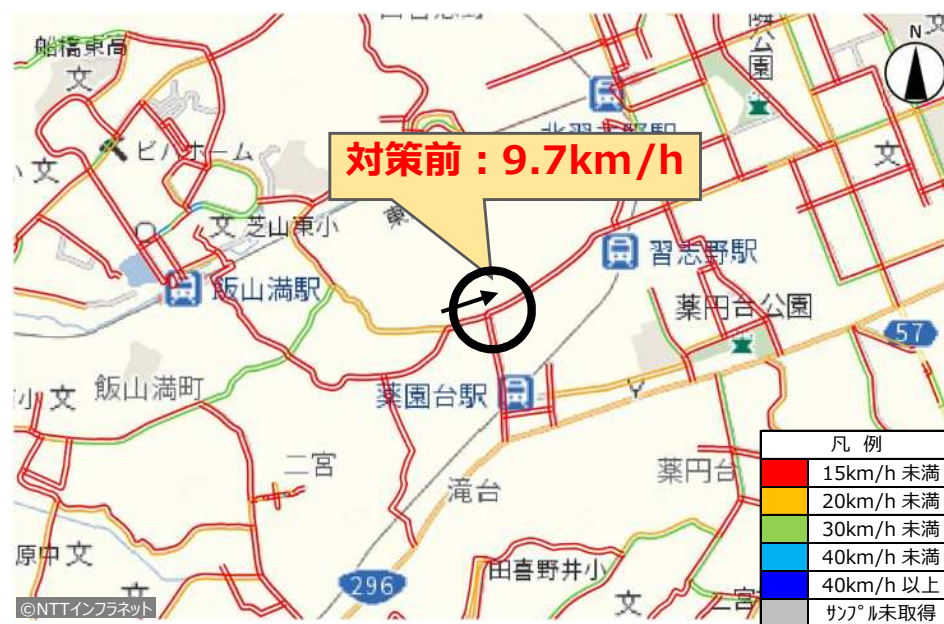 船橋東高
文
N
文
公園
北習志野駅
対策前：9.7km/h
文
ビバホーム
文
文 芝山東小
東
習志野駅
飯山満駅
薬円台公園
57
小文
飯山満町
薬園台駅
凡 例
15km/h 未満
20km/h 未満
30km/h 未満
40km/h 未満
40km/h 以上
ｻﾝﾌﾟﾙ未取得
二宮
滝台
薬円台
原中 文
田喜野井小
文
文
二宮
296
©NTTインフラネット